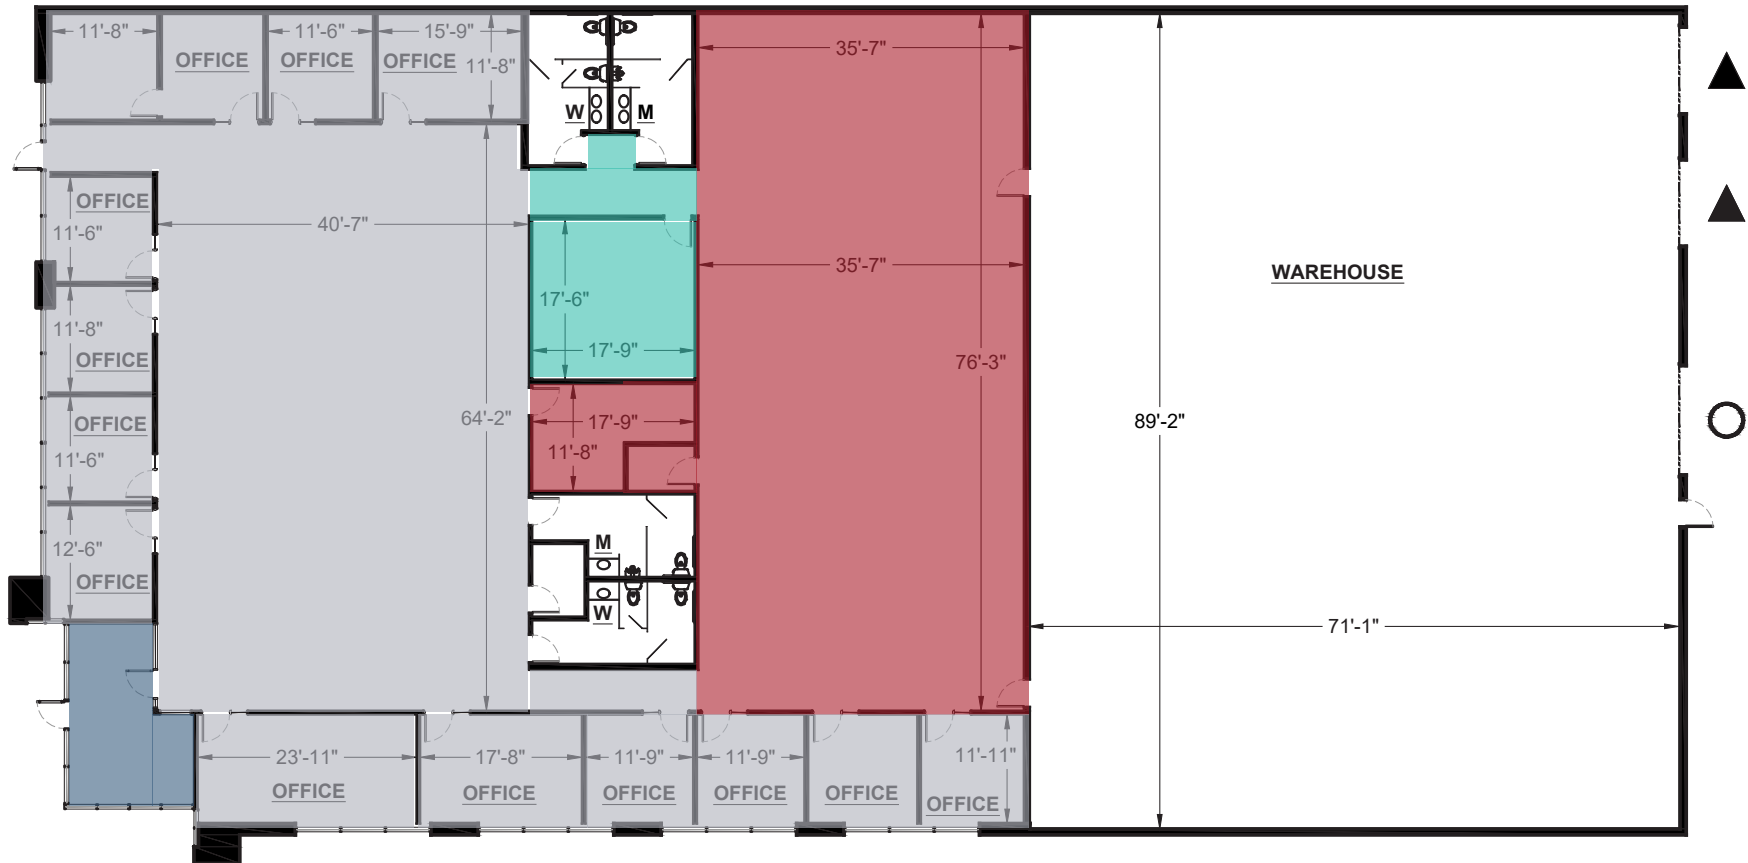 11'-8"
11'-6"
15'-9"
OFFICE
OFFICE
OFFICE
11'-8"
35'-7"
W
M
OFFICE
11'-6"
40'-7"
35'-7"
WAREHOUSE
17'-6"
11'-8"
OFFICE
17'-9"
76'-3"
64'-2"
17'-9"
89'-2"
OFFICE
11'-6"
11'-8"
12'-6"
OFFICE
M
W
71'-1"
23'-11"
17'-8"
11'-9"
11'-9"
11'-11"
OFFICE
OFFICE
OFFICE
OFFICE
OFFICE
OFFICE